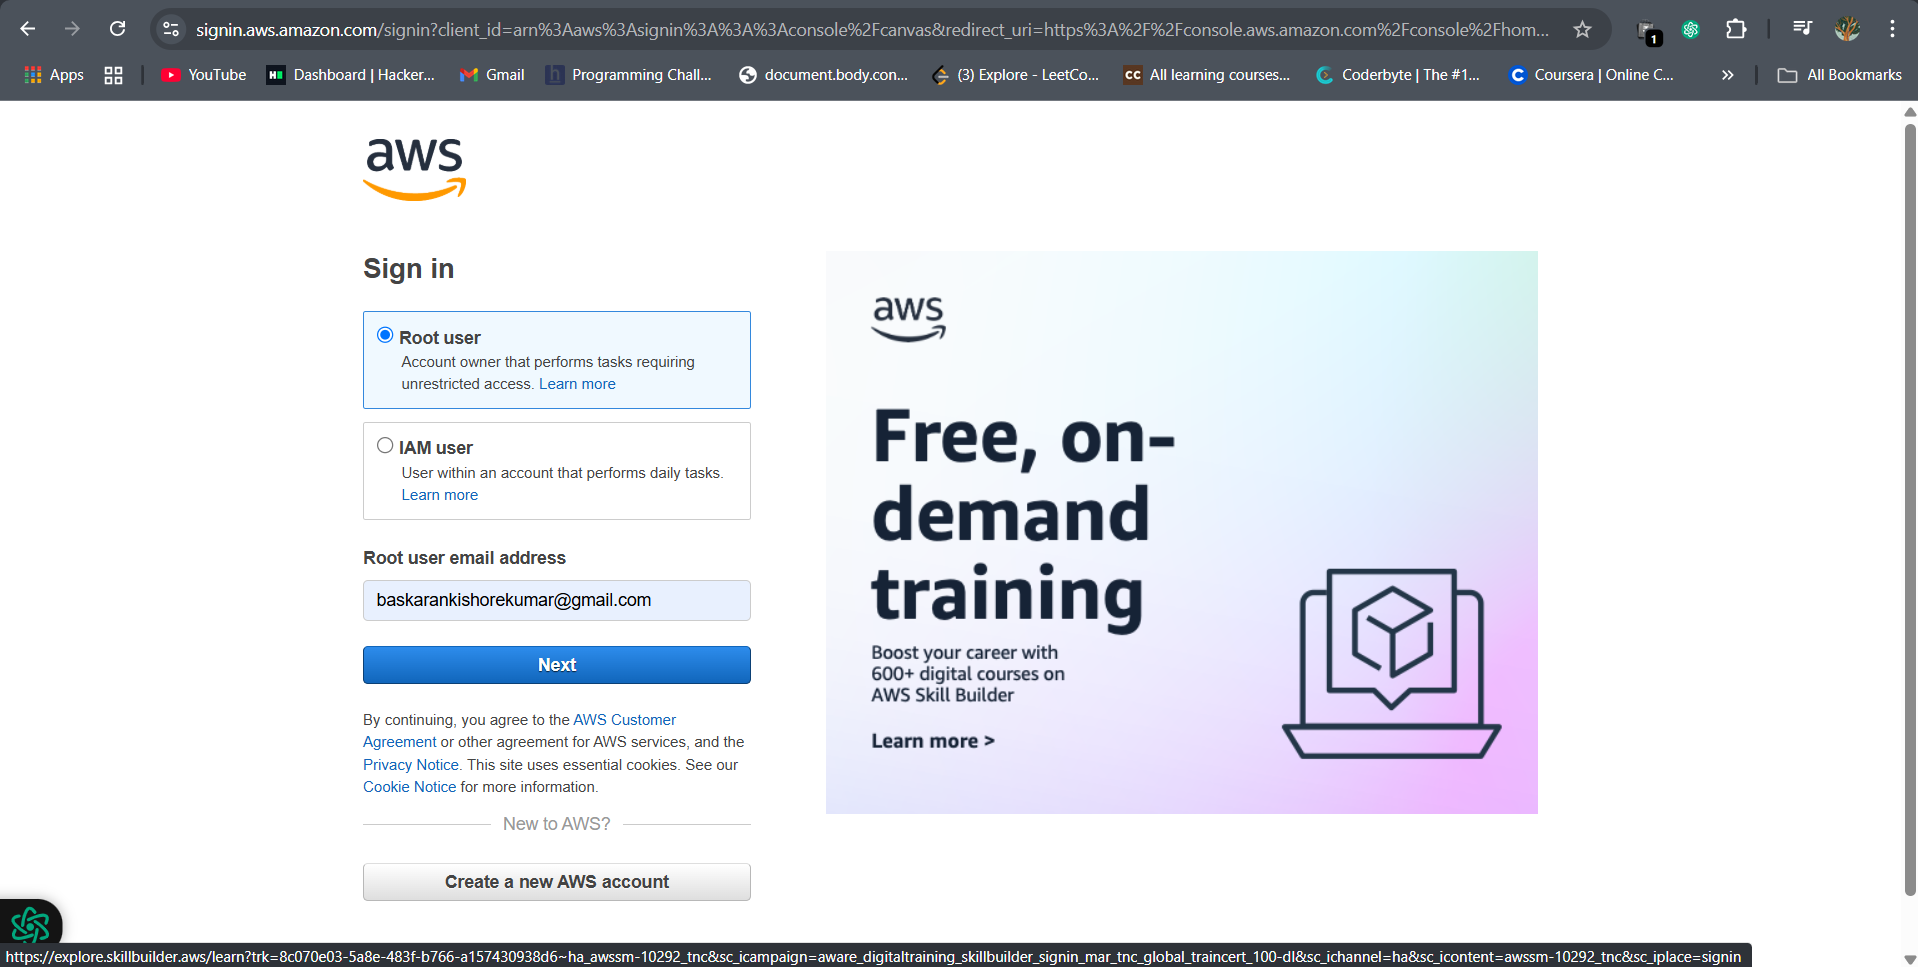 signin.aws.amazon.com/signin?client_id=arn%3Aaws%3Asignin%3A%3A%3Aconsole%2Fcanvas&redirect_uri=https%3A%2F%2Fconsole.aws.amazon.com%2Fconsole%2Fhom...
1
Apps
YouTube
Dashboard | Hacker...
Gmail
Programming Chall...
document.body.con...
(3) Explore - LeetCo...
All learning courses...
Coderbyte | The #1...
Coursera | Online C...
»
All Bookmarks
aws
Sign in
Root user
Account owner that performs tasks requiring
unrestricted access. Learn more
IAM user
User within an account that performs daily tasks.
Learn more
Root user email address
baskarankishorekumar@gmail.com
Next
By continuing, you agree to the AWS Customer
Agreement or other agreement for AWS services, and the
Privacy Notice. This site uses essential cookies. See our
Cookie Notice for more information.
New to AWS?
Create a new AWS account
aws
Free, on-
demand
training
Boost your career with
600+ digital courses on
AWS Skill Builder
Learn more >
https://explore.skillbuilder.aws/learn?trk=8c070e03-5a8e-483f-b766-a157430938d6~ha_awssm-10292_tnc&sc_icampaign=aware_digitaltraining_skillbuilder_signin_mar_tnc_global_traincert_100-dl&sc_ichannel=ha&sc_icontent=awssm-10292_tnc&sc_iplace=signin